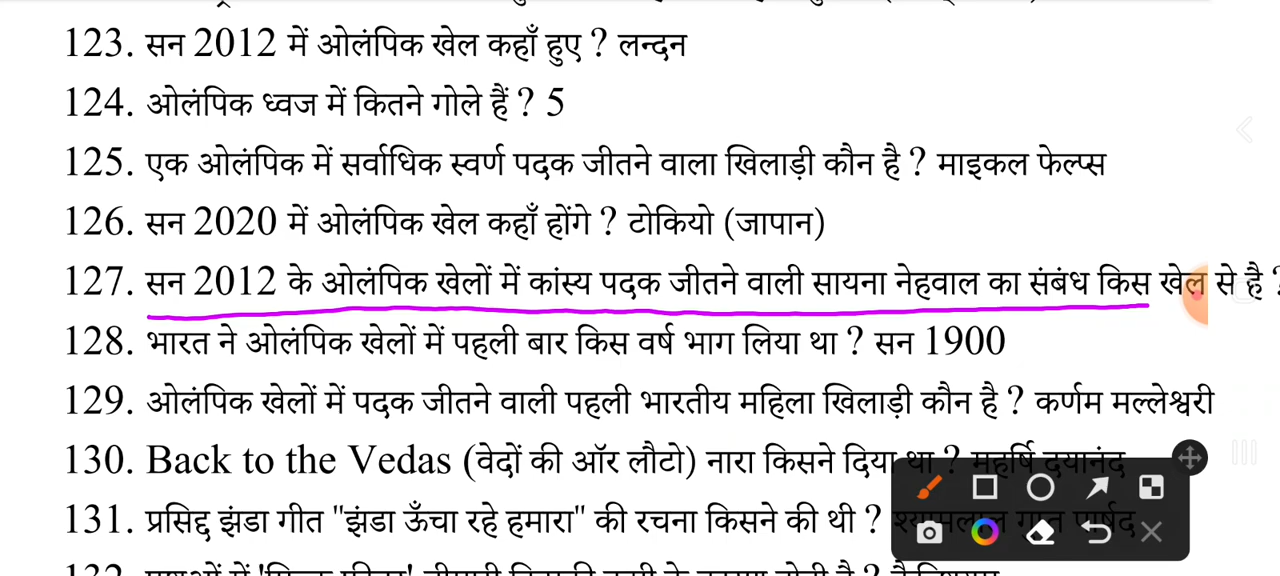 123. सन 2012 में ओलंपिक खेल कहाँ हुए ? लन्दन
124. ओलंपिक ध्वज में कितने गोले हैं ? 5
125. एक ओलंपिक में सर्वाधिक स्वर्ण पदक जीतने वाला खिलाड़ी कौन है ? माइकल फेल्प्स
126. सन 2020 में ओलंपिक खेल कहाँ होंगे ? टोकियो (जापान)
127. सन 2012 के ओलंपिक खेलों में कांस्य पदक जीतने वाली सायना नेहवाल का संबंध किस खेल से है ?
128. भारत ने ओलंपिक खेलों में पहली बार किस वर्ष भाग लिया था ? सन 1900
129. ओलंपिक खेलों में पदक जीतने वाली पहली भारतीय महिला खिलाड़ी कौन है ? कर्णम मल्लेश्वरी
130. Back to the Vedas (वेदों की ऑर लौटो) नारा किसने दिया था ? महर्षि दयानंद
131. प्रसिद्द झंडा गीत "झंडा ऊँचा रहे हमारा" की रचना किसने की थी ?